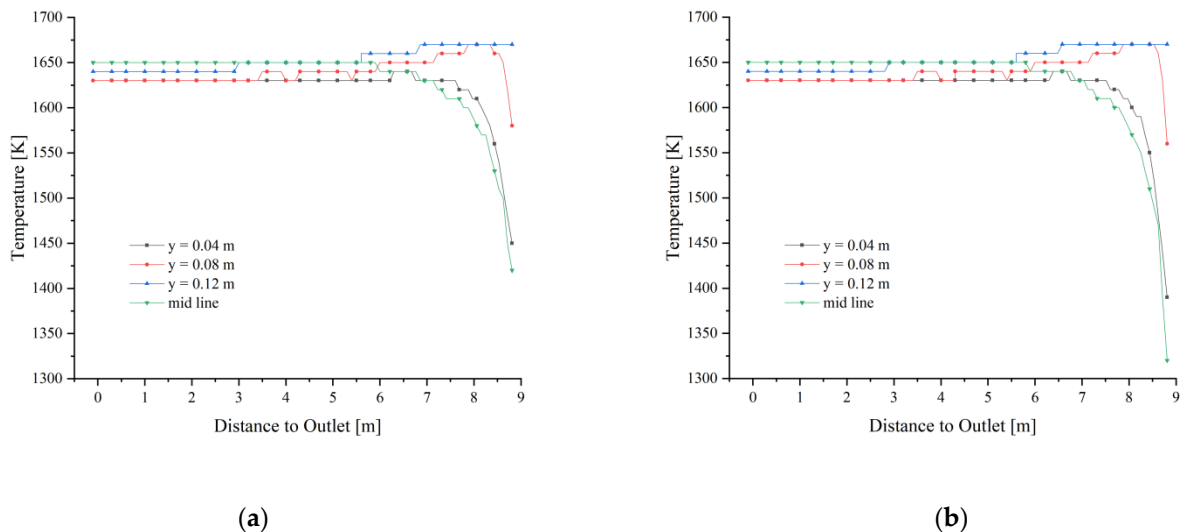 1700
1650
1600
1550
1500
1450
1400
1350
1300
Temperature [K]
y = 0.04 m
y = 0.08 m
y = 0.12 m
mid line
0 1 2 3 4 5 6 7 8 9
Distance to Outlet [m]
(a)
1700
1650
1600
1550
1500
1450
1400
1350
1300
Temperature [K]
y = 0.04 m
y = 0.08 m
y = 0.12 m
mid line
0 1 2 3 4 5 6 7 8 9
Distance to Outlet [m]
(b)